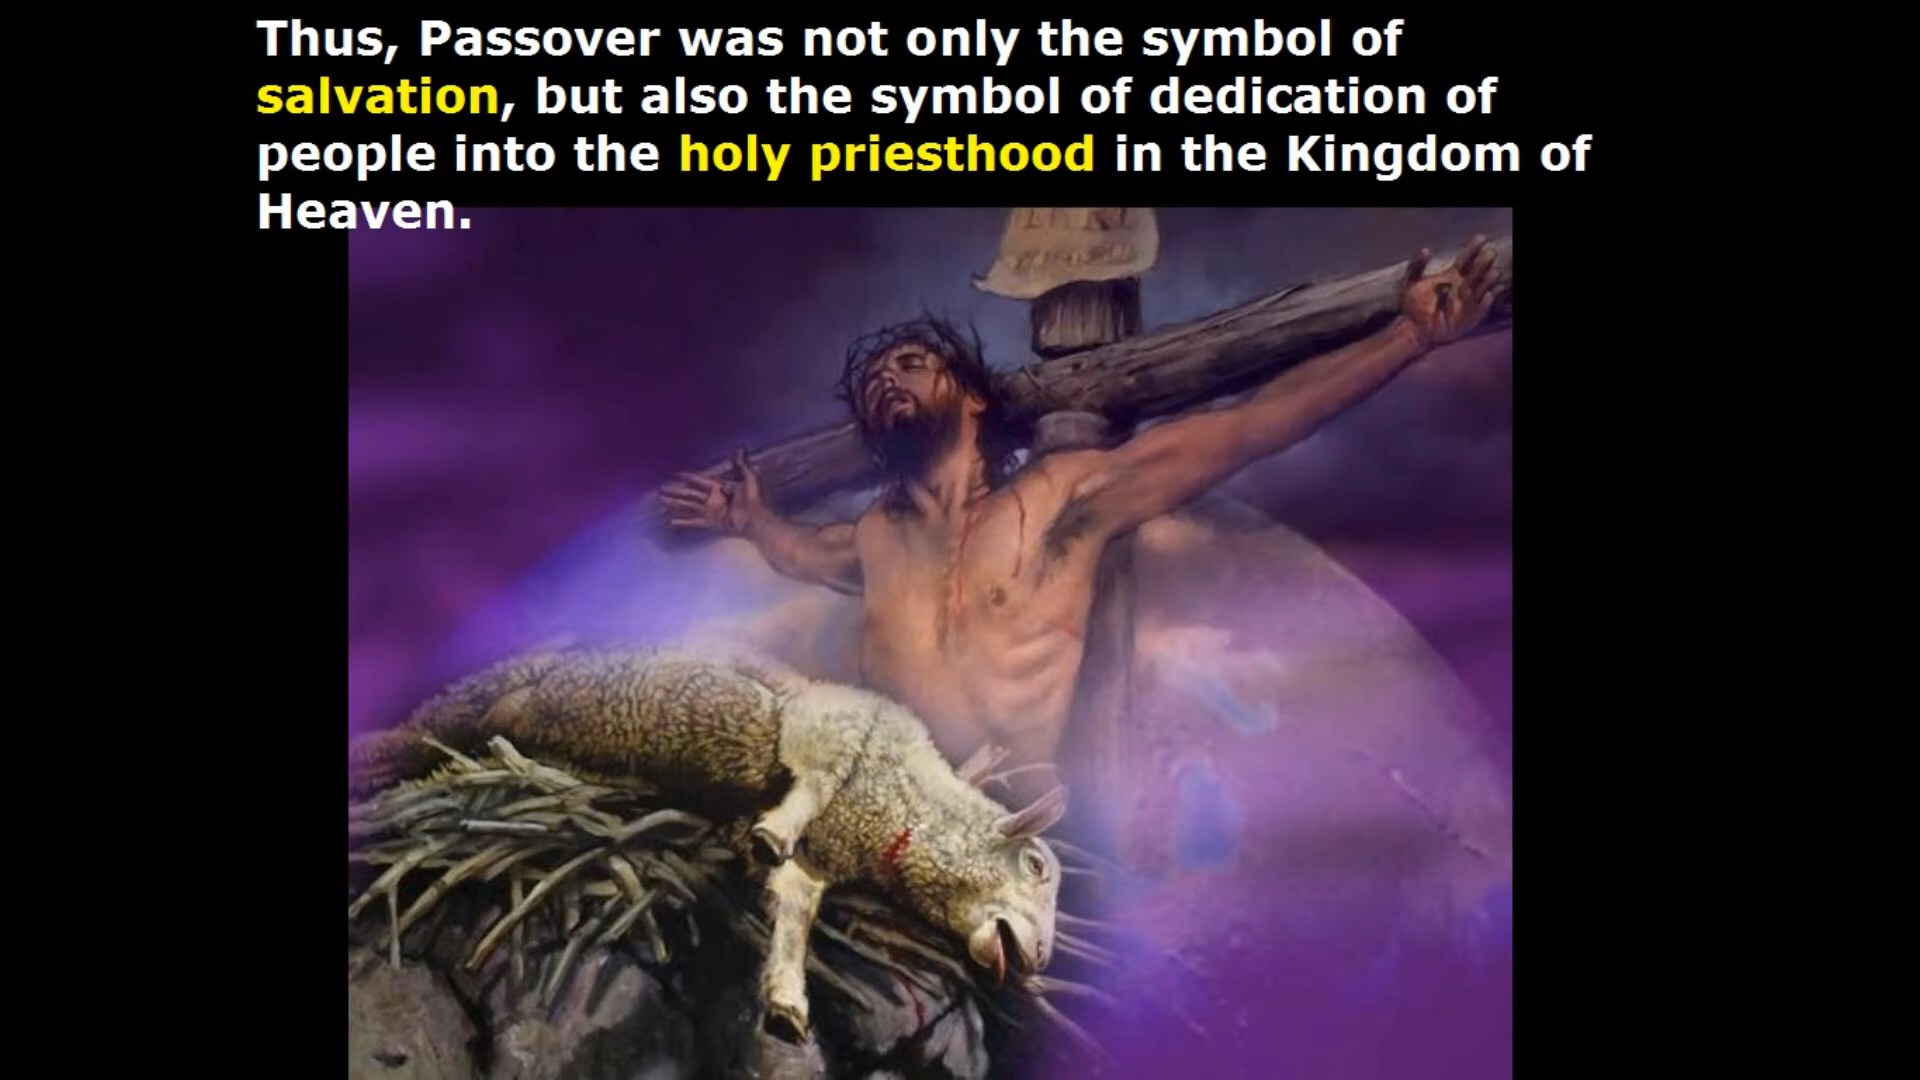 Thus, Passover was not only the symbol of
salvation, but also the symbol of dedication of
people into the holy priesthood in the Kingdom of
Heaven.